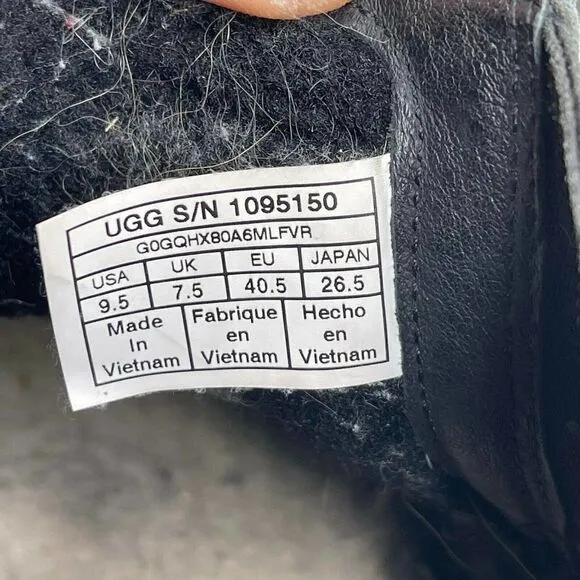 UGG S/N 1095150
G0GQHX80A6MLFVR
USA UK EU JAPAN
9.5 7.5 40.5 26.5
Made Fabrique Hecho
In en en
Vietnam Vietnam Vietnam